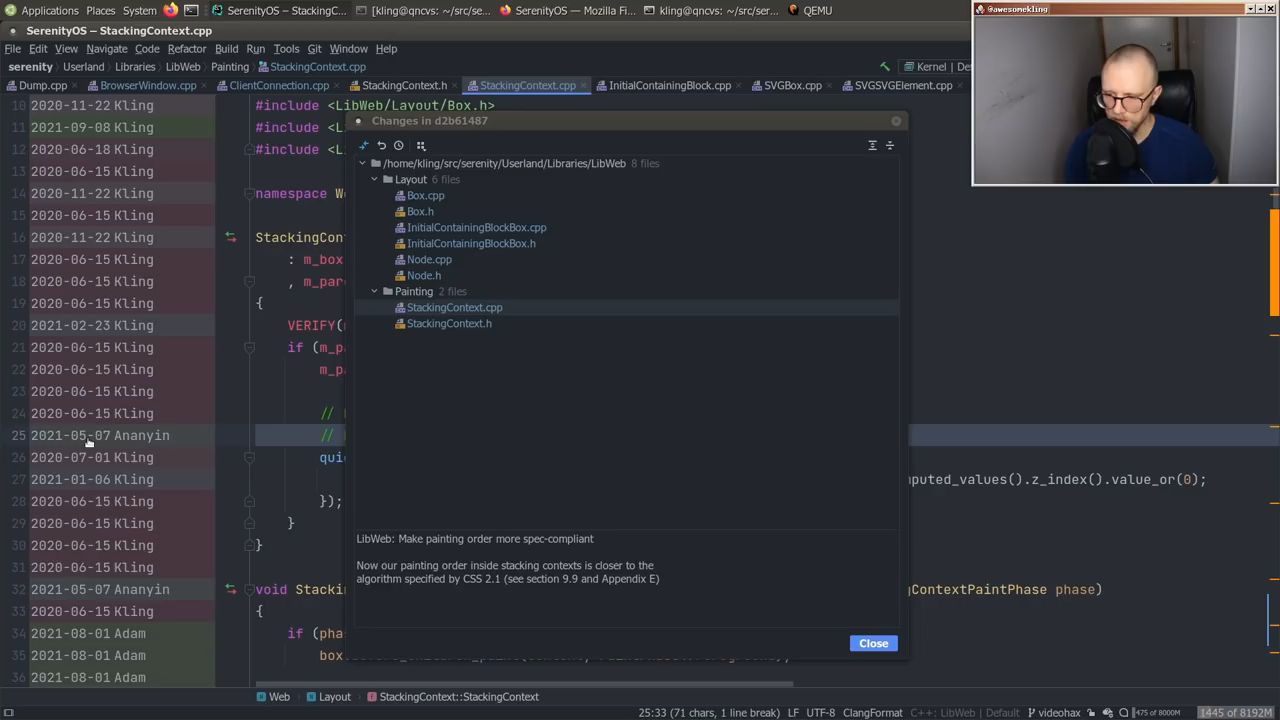 Applications Places System SerenityOS – StackingC... [kling@qncvs: ~/src/se... SerenityOS – Mozilla F... kling@qncvs: ~/src/ser... QEMU
@awesomekling
SerenityOS – StackingContext.cpp
File Edit View Navigate Code Refactor Build Run Tools Git Window Help
serenity Userland Libraries LibWeb Painting StackingContext.cpp Kernel De
Dump.cpp BrowserWindow.cpp ClientConnection.cpp StackingContext.h StackingContext.cpp InitialContainingBlock.cpp SVGBox.cpp SVGSVGElement.cpp
10 2020-11-22 Kling #include <LibWeb/Layout/Box.h>
11 2021-09-08 Kling #include <L
12 2020-06-18 Kling #include <L
13 2020-06-15 Kling
14 2020-11-22 Kling namespace W
15 2020-06-15 Kling
16 2020-11-22 Kling StackingCon
17 2020-06-15 Kling : m_box
18 2020-06-15 Kling , m_par
19 2020-06-15 Kling {
20 2021-02-23 Kling VERIFY(
21 2020-06-15 Kling if (m_p
22 2020-06-15 Kling m_p
23 2020-06-15 Kling
24 2020-06-15 Kling //
25 2021-05-07 Ananyin //
26 2020-07-01 Kling quic
27 2021-01-06 Kling puted_values().z_index().value_or(0);
28 2020-06-15 Kling });
29 2020-06-15 Kling }
30 2020-06-15 Kling }
31 2020-06-15 Kling
32 2021-05-07 Ananyin void Stacki ngContextPaintPhase phase)
33 2020-06-15 Kling {
34 2021-08-01 Adam if (pha
35 2021-08-01 Adam
36 2021-08-01 Adam
Changes in d2b61487
/home/kling/src/serenity/Userland/Libraries/LibWeb 8 files
Layout 6 files
Box.cpp
Box.h
InitialContainingBlockBox.cpp
InitialContainingBlockBox.h
Node.cpp
Node.h
Painting 2 files
StackingContext.cpp
StackingContext.h
LibWeb: Make painting order more spec-compliant
Now our painting order inside stacking contexts is closer to the
algorithm specified by CSS 2.1 (see section 9.9 and Appendix E)
Close
Web Layout StackingContext::StackingContext
25:33 (71 chars, 1 line break) LF UTF-8 ClangFormat C++: LibWeb | Default videohax 475 of 8000M 1445 of 8192M